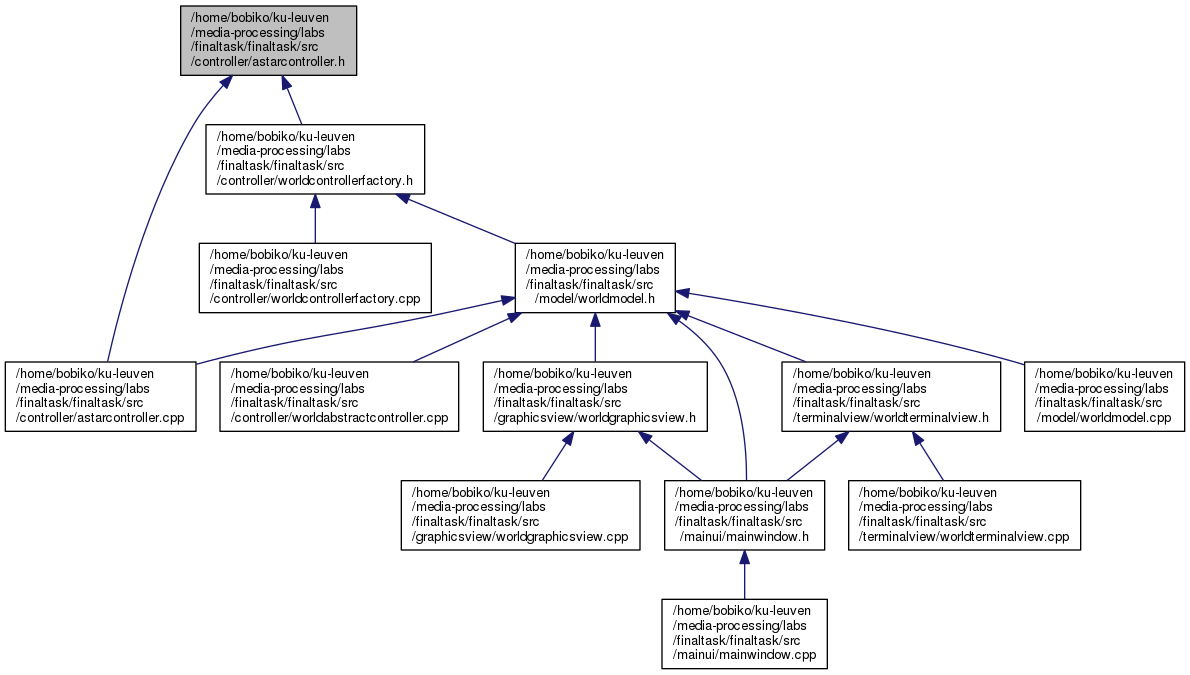 /home/bobiko/ku-leuven
/media-processing/labs
/finaltask/finaltask/src
/controller/astarcontroller.h
/home/bobiko/ku-leuven
/media-processing/labs
/finaltask/finaltask/src
/controller/worldcontrollerfactory.h
/home/bobiko/ku-leuven
/media-processing/labs
/finaltask/finaltask/src
/controller/worldcontrollerfactory.cpp
/home/bobiko/ku-leuven
/media-processing/labs
/finaltask/finaltask/src
/model/worldmodel.h
/home/bobiko/ku-leuven
/media-processing/labs
/finaltask/finaltask/src
/controller/astarcontroller.cpp
/home/bobiko/ku-leuven
/media-processing/labs
/finaltask/finaltask/src
/controller/worldabstractcontroller.cpp
/home/bobiko/ku-leuven
/media-processing/labs
/finaltask/finaltask/src
/graphicsview/worldgraphicsview.h
/home/bobiko/ku-leuven
/media-processing/labs
/finaltask/finaltask/src
/terminalview/worldterminalview.h
/home/bobiko/ku-leuven
/media-processing/labs
/finaltask/finaltask/src
/model/worldmodel.cpp
/home/bobiko/ku-leuven
/media-processing/labs
/finaltask/finaltask/src
/graphicsview/worldgraphicsview.cpp
/home/bobiko/ku-leuven
/media-processing/labs
/finaltask/finaltask/src
/mainui/mainwindow.h
/home/bobiko/ku-leuven
/media-processing/labs
/finaltask/finaltask/src
/terminalview/worldterminalview.cpp
/home/bobiko/ku-leuven
/media-processing/labs
/finaltask/finaltask/src
/mainui/mainwindow.cpp